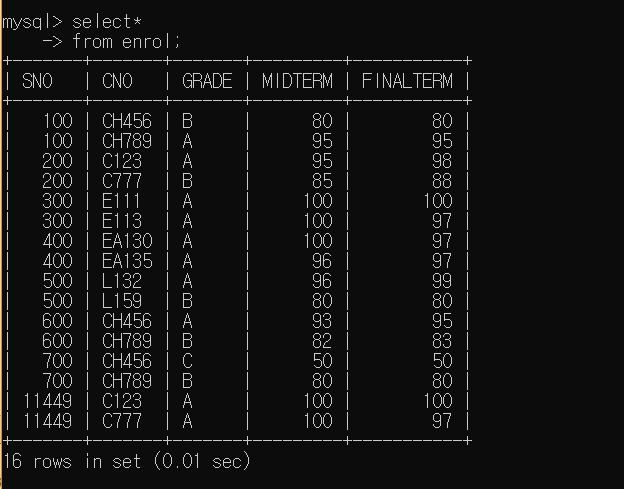 mysql> select*
    -> from enrol;
+-------+-------+-------+---------+-----------+
| SNO   | CNO   | GRADE | MIDTERM | FINALTERM |
+-------+-------+-------+---------+-----------+
|   100 | CH456 | B     |      80 |        80 |
|   100 | CH789 | A     |      95 |        95 |
|   200 | C123  | A     |      95 |        98 |
|   200 | C777  | B     |      85 |        88 |
|   300 | E111  | A     |     100 |       100 |
|   300 | E113  | A     |     100 |        97 |
|   400 | EA130 | A     |     100 |        97 |
|   400 | EA135 | A     |      96 |        97 |
|   500 | L132  | A     |      96 |        99 |
|   500 | L159  | B     |      80 |        80 |
|   600 | CH456 | A     |      93 |        95 |
|   600 | CH789 | B     |      82 |        83 |
|   700 | CH456 | C     |      50 |        50 |
|   700 | CH789 | B     |      80 |        80 |
| 11449 | C123  | A     |     100 |       100 |
| 11449 | C777  | A     |     100 |        97 |
+-------+-------+-------+---------+-----------+
16 rows in set (0.01 sec)